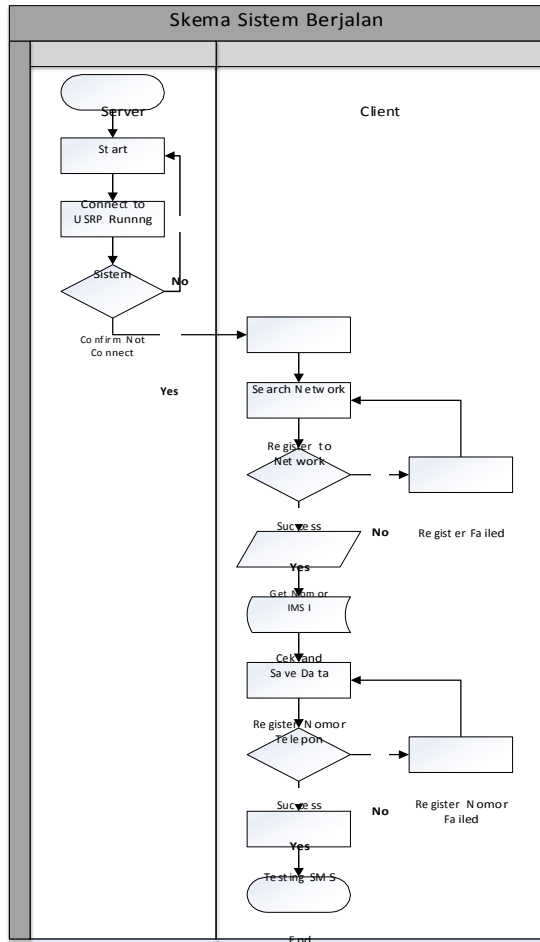 Skema Sistem Berjalan
Server
Client
Start
Connect to
USRP Runnng
Sistem
No
Confirm Not
Connect
Yes
Search Network
Register to
Network
Success
No
Register Failed
Yes
Get Nomor
IMSI
Cek and
Save Data
Register Nomor
Telepon
Success
No
Register Nomor
Failed
Yes
Testing SMS
End